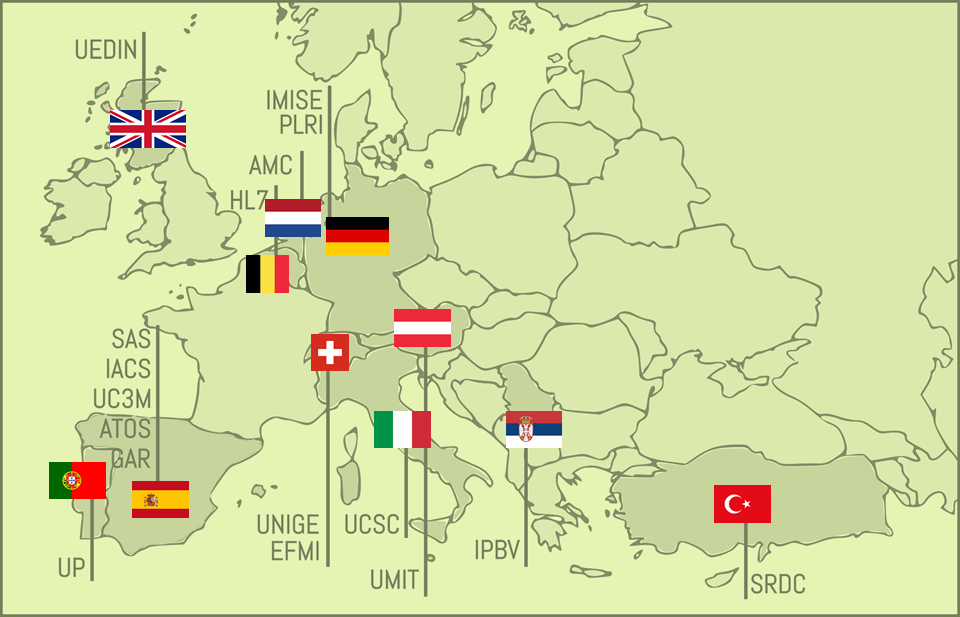 UEDIN
IMISE
PLRI
AMC
HL7
SAS
IACS
UC3M
ATOS
GAR
UP
UNIGE
EFMI
UCSC
UMIT
IPBV
SRDC